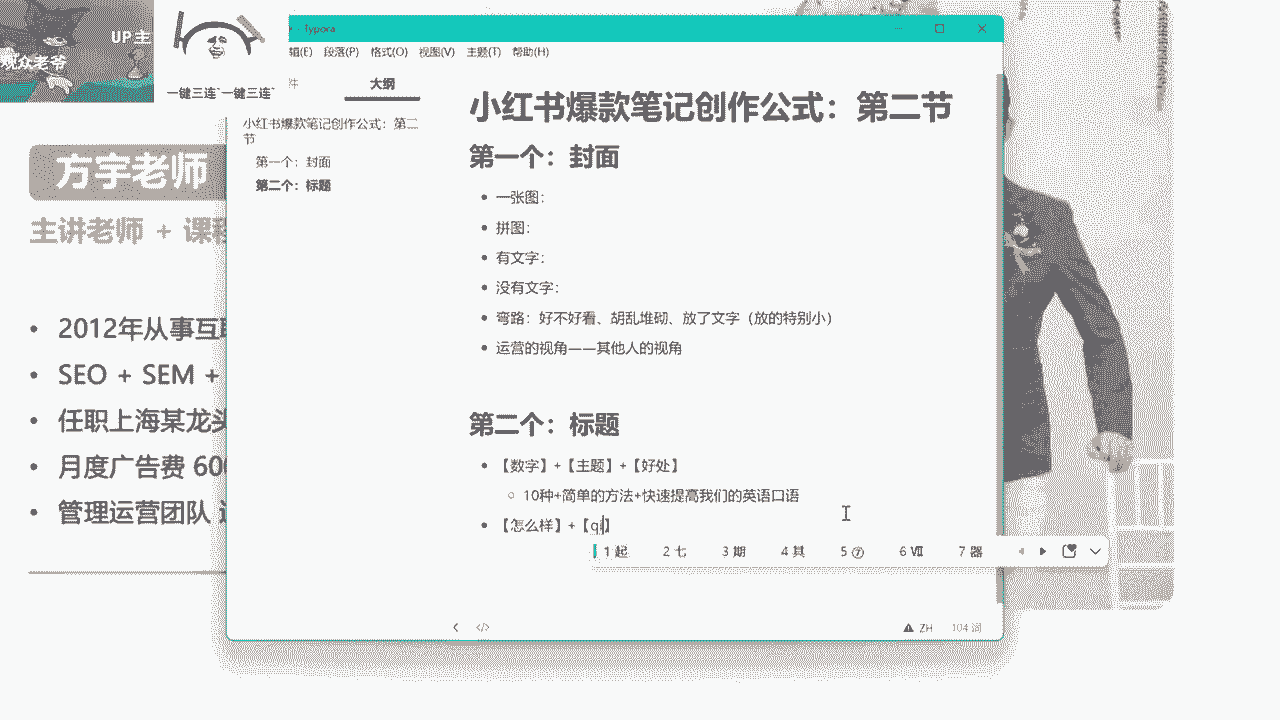 UP主
观众老爷
一键三连`一键三连`
方宇老师
主讲老师 + 课程
2012年从事互联
SEO + SEM +
任职上海某龙头
月度广告费 600
管理运营团队
- Typora
辑(E) 段落(P) 格式(O) 视图(V) 主题(T) 帮助(H)
件 大纲
小红书爆款笔记创作公式：第二
节
第一个：封面
第二个：标题
小红书爆款笔记创作公式：第二节
第一个：封面
一张图：
拼图：
有文字：
没有文字：
弯路：好不好看、胡乱堆砌、放了文字（放的特别小）
运营的视角——其他人的视角
第二个：标题
【数字】+【主题】+【好处】
10种+简单的方法+快速提高我们的英语口语
【怎么样】+【qi】
1 起 2 七 3 期 4 其 5 ⑦ 6 Ⅶ 7 器
ZH 104 词